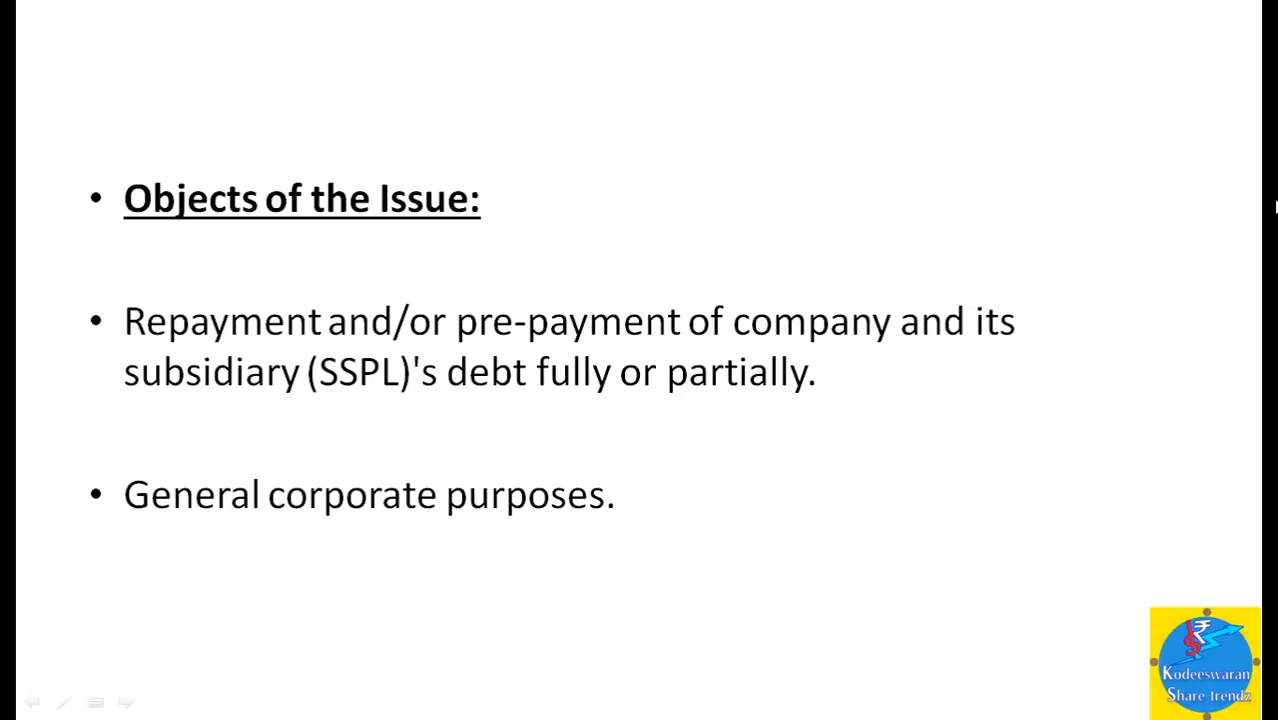 • Objects of the Issue:
• Repayment and/or pre-payment of company and its
subsidiary (SSPL)'s debt fully or partially.
• General corporate purposes.
₹
Kodeeswaran
Share trendz